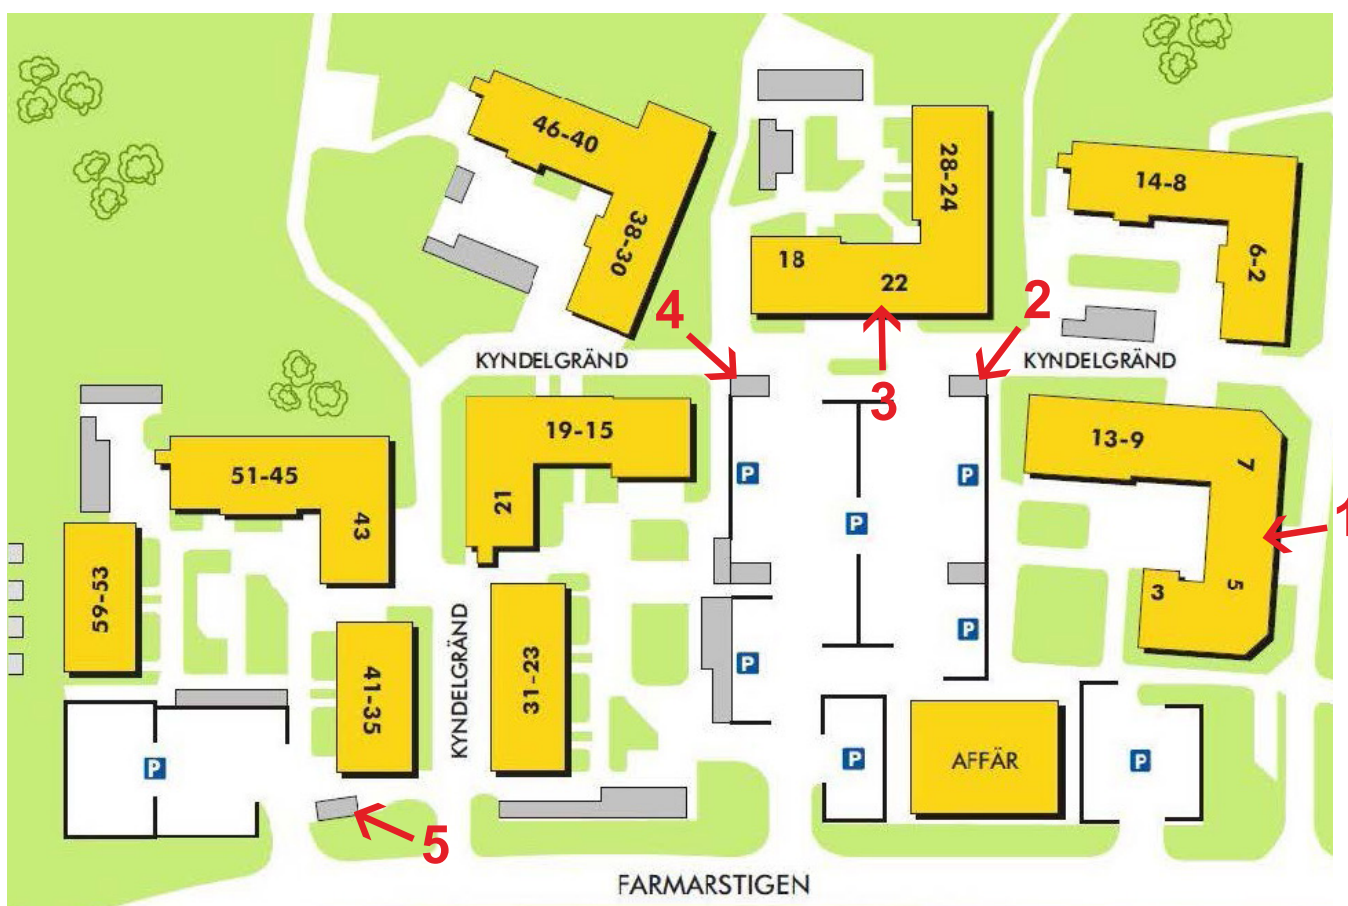 46-40
28-24
14-8
38-30
18
22
6-2
4
2
3
KYNDELGRÄND
KYNDELGRÄND
19-15
13-9
7
51-45
P
P
21
43
P
1
59-53
3
5
KYNDELGRÄND
P
P
31-23
41-35
P
P
AFFÄR
P
5
FARMARSTIGEN